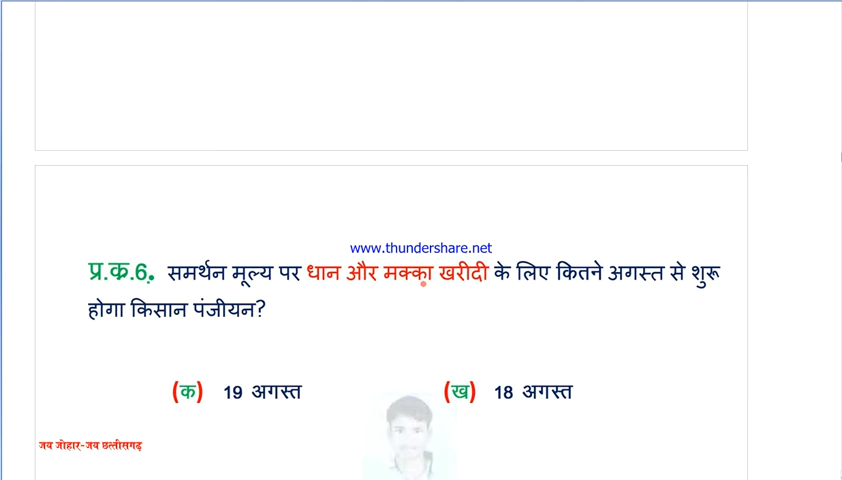 www.thundershare.net
प्र.क्र.6. समर्थन मूल्य पर धान और मक्का खरीदी के लिए कितने अगस्त से शुरू
होगा किसान पंजीयन?
(क) 19 अगस्त (ख) 18 अगस्त
जय जोहार-जय छत्तीसगढ़